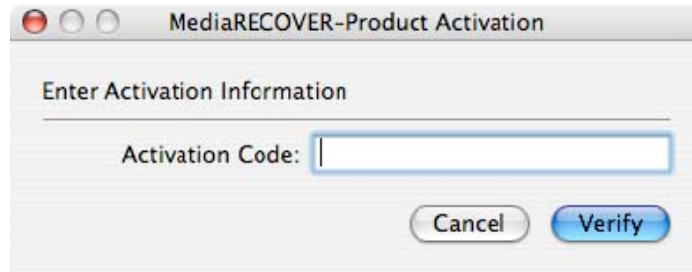 MediaRECOVER-Product Activation
Enter Activation Information
Activation Code:
Cancel Verify